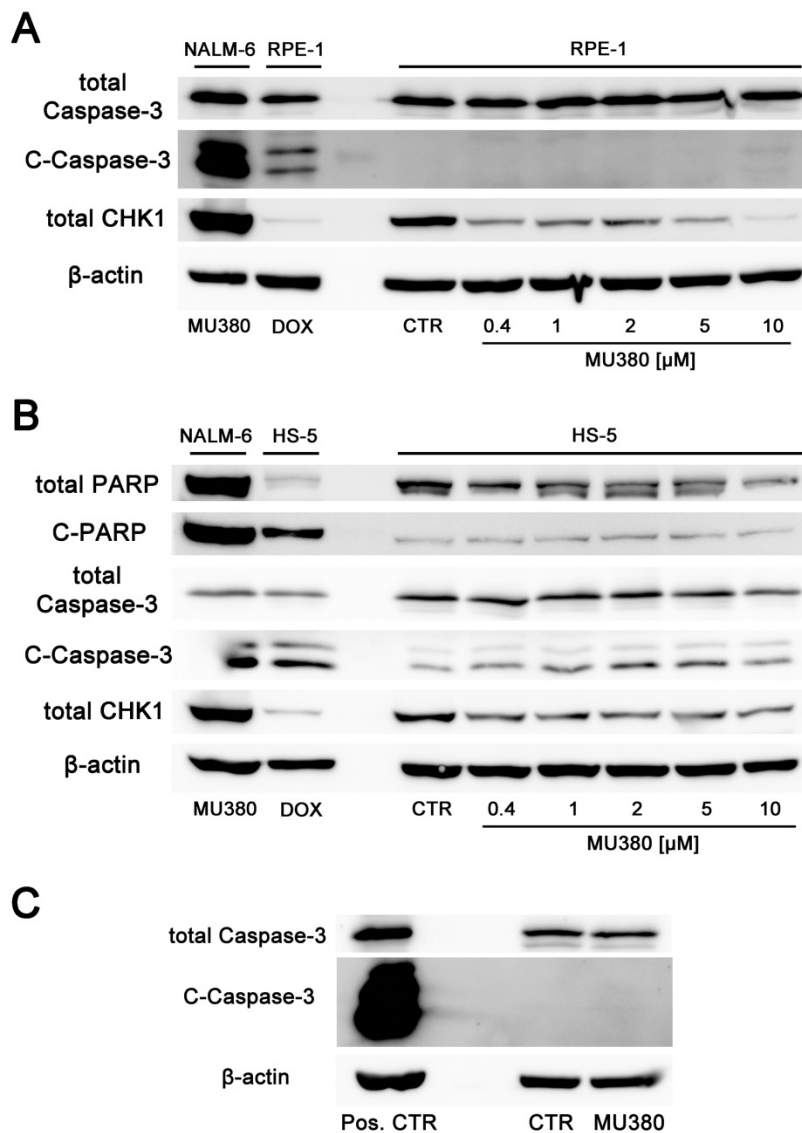 A
NALM-6 RPE-1 RPE-1
total
Caspase-3
C-Caspase-3
total CHK1
β-actin
MU380 DOX CTR 0.4 1 2 5 10
MU380 [µM]
B
NALM-6 HS-5 HS-5
total PARP
C-PARP
total
Caspase-3
C-Caspase-3
total CHK1
β-actin
MU380 DOX CTR 0.4 1 2 5 10
MU380 [µM]
C
total Caspase-3
C-Caspase-3
β-actin
Pos. CTR CTR MU380